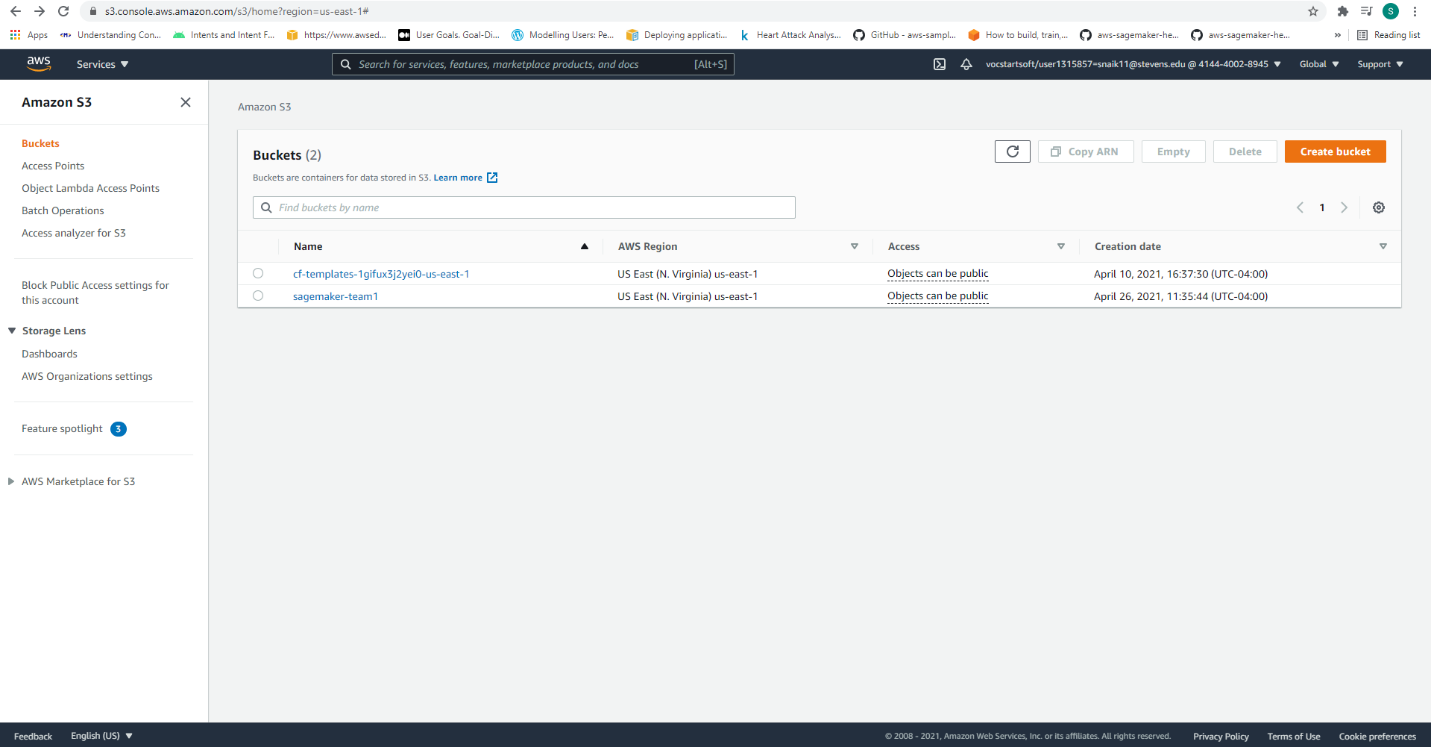 s3.console.aws.amazon.com/s3/home?region=us-east-1#
S
Apps Understanding Con... Intents and Intent F... https://www.awsed... User Goals. Goal-Di... Modelling Users: Pe... Deploying applicati... Heart Attack Analys... GitHub - aws-sampl... How to build, train,... aws-sagemaker-he... aws-sagemaker-he... » Reading list
aws Services Search for services, features, marketplace products, and docs [Alt+S] vocstartsoft/user1315857=snaik11@stevens.edu @ 4144-4002-8945 Global Support
Amazon S3
Buckets
Access Points
Object Lambda Access Points
Batch Operations
Access analyzer for S3
Block Public Access settings for
this account
Storage Lens
Dashboards
AWS Organizations settings
Feature spotlight 3
AWS Marketplace for S3
Amazon S3
Buckets (2) Copy ARN Empty Delete Create bucket
Buckets are containers for data stored in S3. Learn more
Find buckets by name 1
Name AWS Region Access Creation date
cf-templates-1gifux3j2yei0-us-east-1 US East (N. Virginia) us-east-1 Objects can be public April 10, 2021, 16:37:30 (UTC-04:00)
sagemaker-team1 US East (N. Virginia) us-east-1 Objects can be public April 26, 2021, 11:35:44 (UTC-04:00)
Feedback English (US) © 2008 - 2021, Amazon Web Services, Inc. or its affiliates. All rights reserved. Privacy Policy Terms of Use Cookie preferences